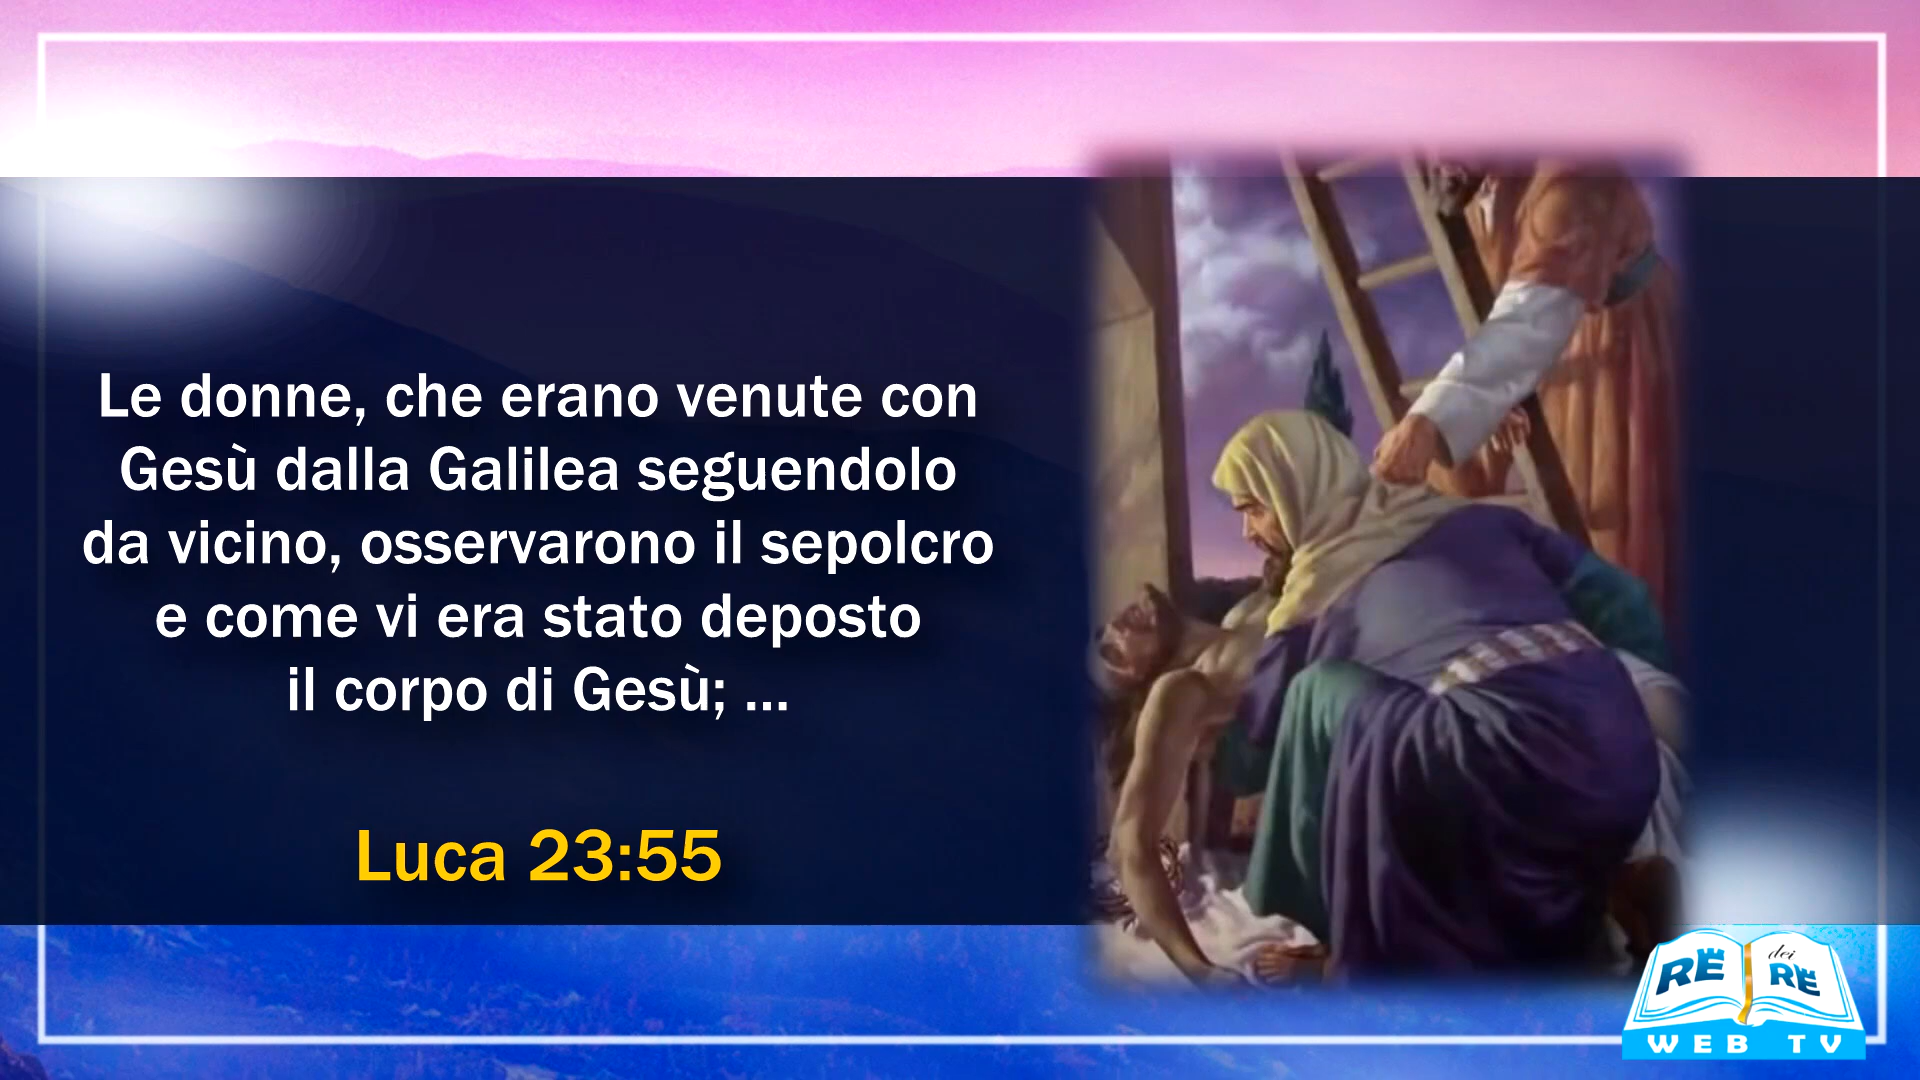 Le donne, che erano venute con
Gesù dalla Galilea seguendolo
da vicino, osservarono il sepolcro
e come vi era stato deposto
il corpo di Gesù; ...
Luca 23:55
RE dei RE
WEB TV